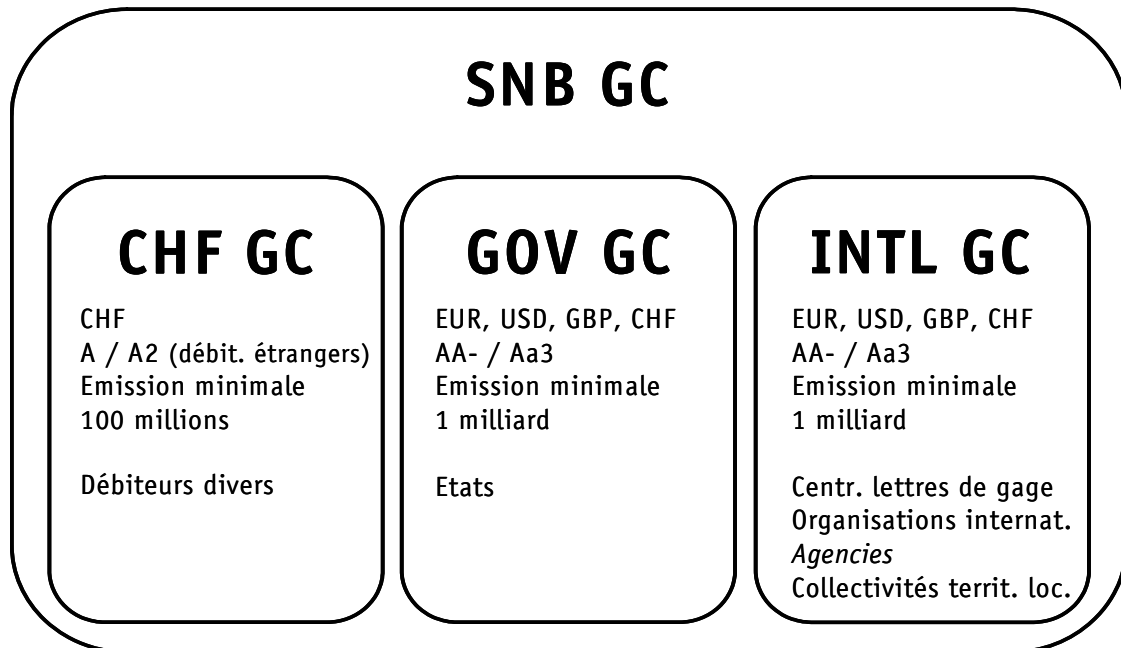 SNB GC
CHF GC
CHF
A / A2 (débit. étrangers)
Emission minimale
100 millions
Débiteurs divers
GOV GC
EUR, USD, GBP, CHF
AA- / Aa3
Emission minimale
1 milliard
Etats
INTL GC
EUR, USD, GBP, CHF
AA- / Aa3
Emission minimale
1 milliard
Centr. lettres de gage
Organisations internat.
Agencies
Collectivités territ. loc.